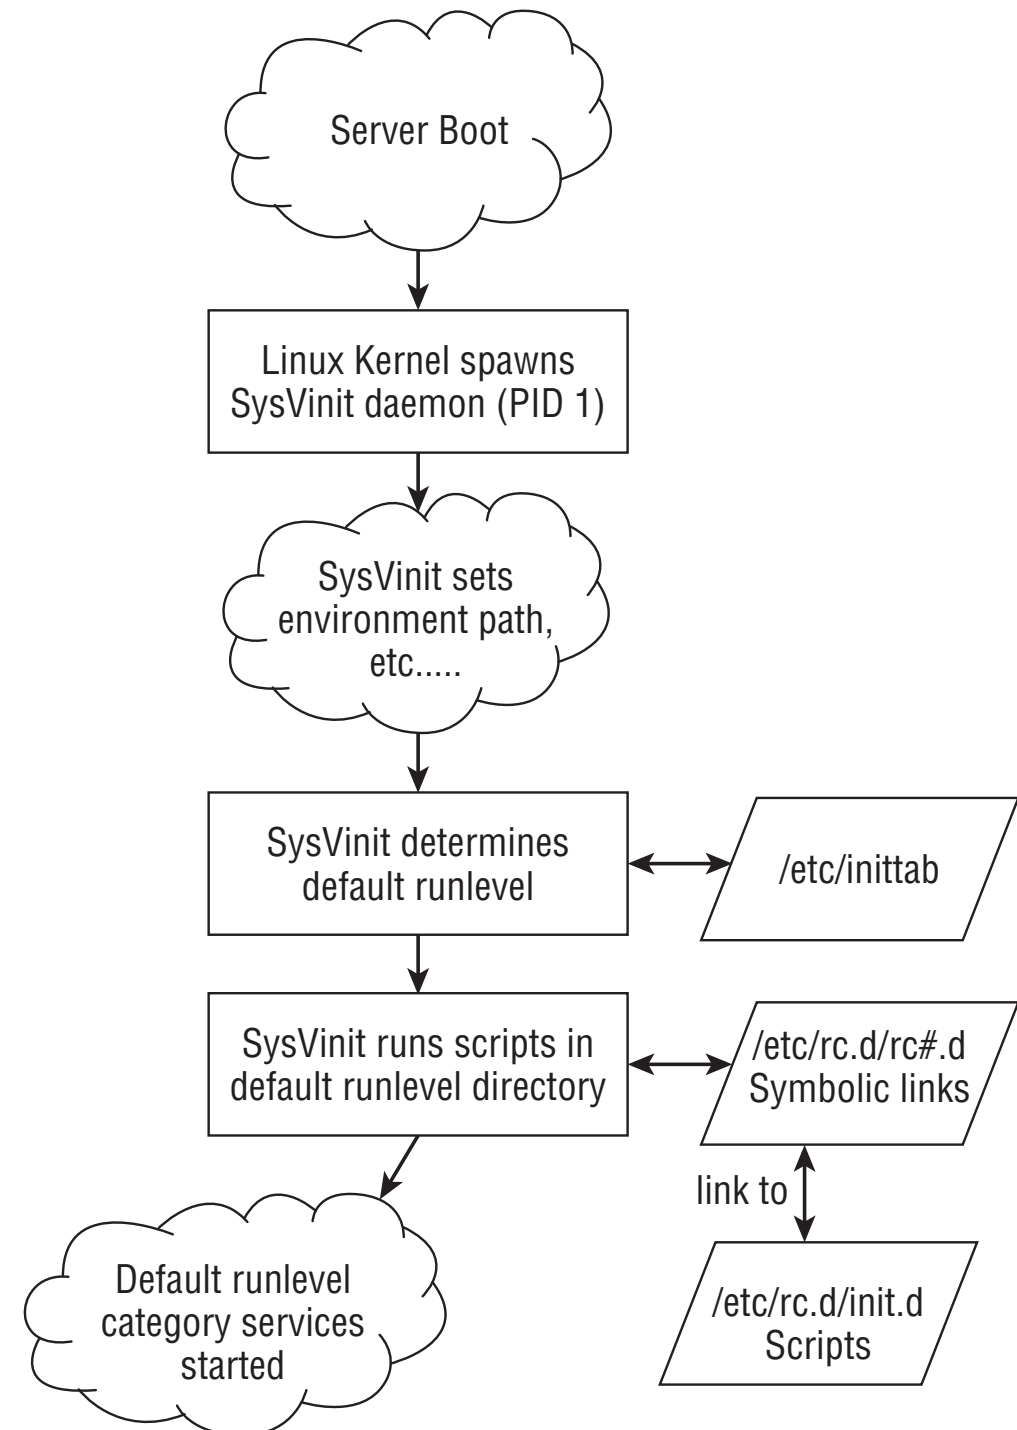 Server Boot
Linux Kernel spawns
SysVinit daemon (PID 1)
SysVinit sets
environment path,
etc.....
SysVinit determines
default runlevel
/etc/inittab
SysVinit runs scripts in
default runlevel directory
/etc/rc.d/rc#.d
Symbolic links
link to
Default runlevel
category services
started
/etc/rc.d/init.d
Scripts